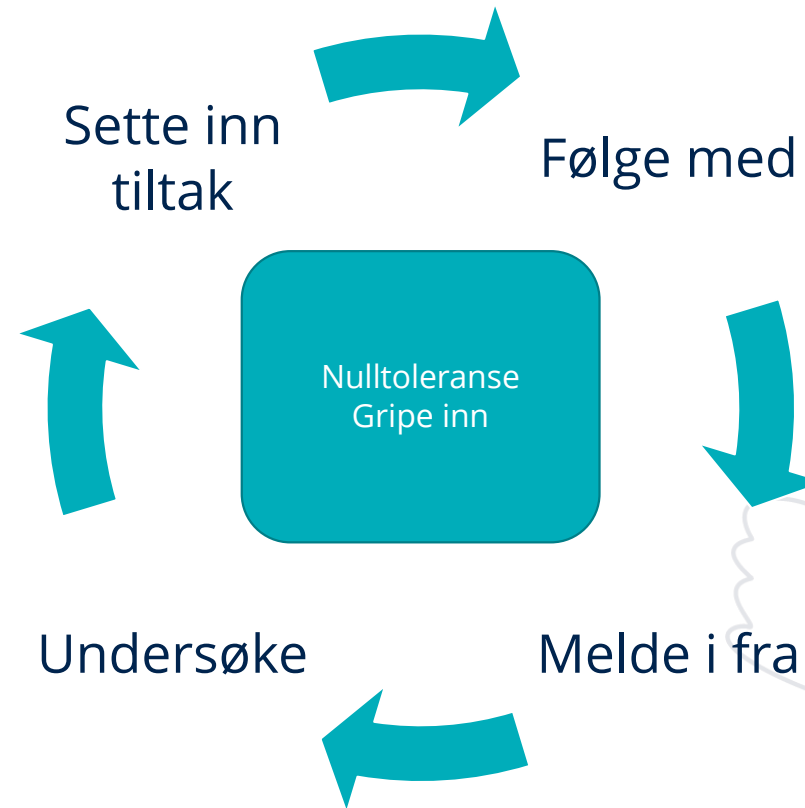 Sette inn
tiltak
Følge med
Nulltoleranse
Gripe inn
Undersøke
Melde i fra